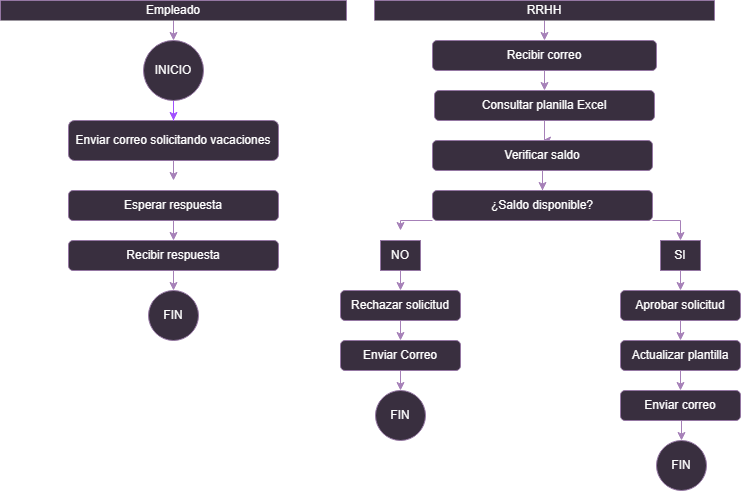 Empleado
INICIO
Enviar correo solicitando vacaciones
Esperar respuesta
Recibir respuesta
FIN
RRHH
Recibir correo
Consultar planilla Excel
Verificar saldo
¿Saldo disponible?
NO
Rechazar solicitud
Enviar Correo
FIN
SI
Aprobar solicitud
Actualizar plantilla
Enviar correo
FIN